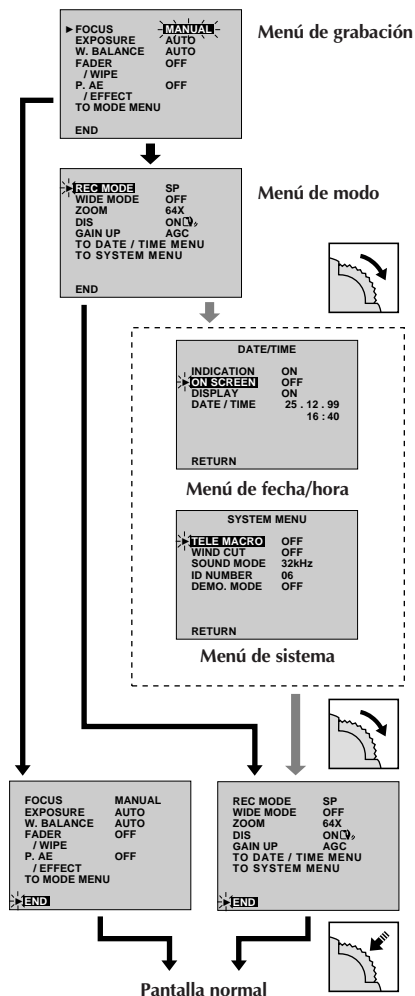 FOCUS MANUAL
EXPOSURE AUTO
W. BALANCE AUTO
FADER OFF
/ WIPE
P. AE OFF
/ EFFECT
TO MODE MENU
END
Menú de grabación
REC MODE SP
WIDE MODE OFF
ZOOM 64X
DIS ON
GAIN UP AGC
TO DATE / TIME MENU
TO SYSTEM MENU
END
Menú de modo
DATE/TIME
INDICATION ON
ON SCREEN OFF
DISPLAY ON
DATE / TIME 25 . 12 . 99
16 : 40
RETURN
Menú de fecha/hora
SYSTEM MENU
TELE MACRO OFF
WIND CUT OFF
SOUND MODE 32kHz
ID NUMBER 06
DEMO. MODE OFF
RETURN
Menú de sistema
FOCUS MANUAL
EXPOSURE AUTO
W. BALANCE AUTO
FADER OFF
/ WIPE
P. AE OFF
/ EFFECT
TO MODE MENU
END
REC MODE SP
WIDE MODE OFF
ZOOM 64X
DIS ON
GAIN UP AGC
TO DATE / TIME MENU
TO SYSTEM MENU
END
Pantalla normal